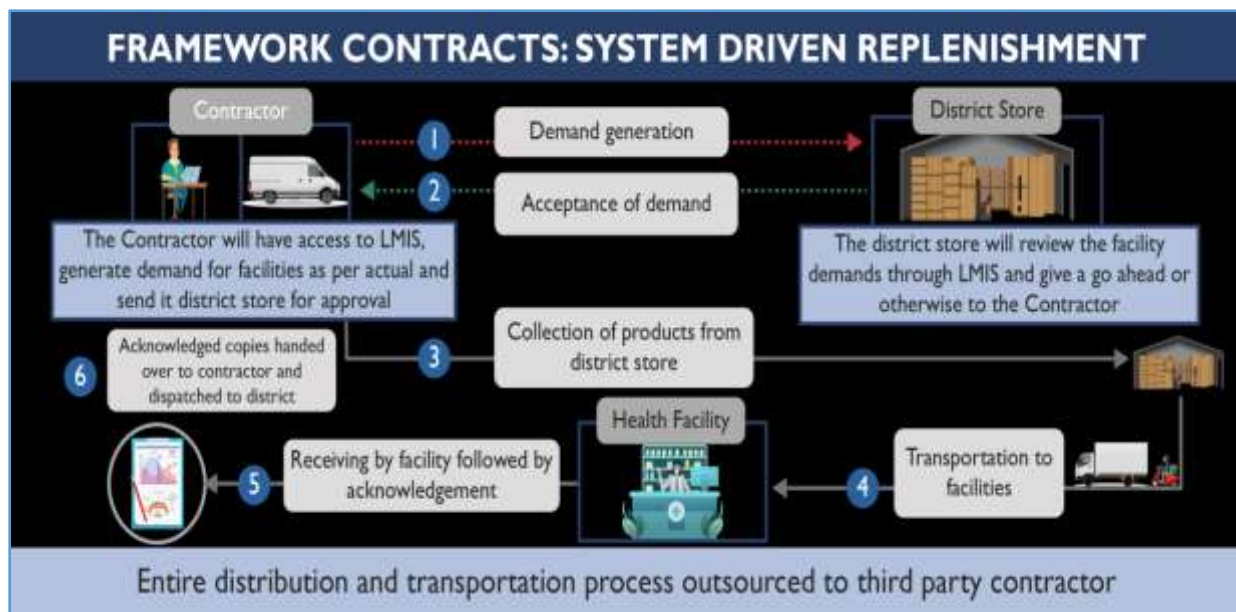 FRAMEWORK CONTRACTS: SYSTEM DRIVEN REPLENISHMENT
Contractor
District Store
1
Demand generation
2
Acceptance of demand
The Contractor will have access to LMIS,
generate demand for facilities as per actual and
send it district store for approval
The district store will review the facility
demands through LMIS and give a go ahead or
otherwise to the Contractor
3
Collection of products from
district store
6
Acknowledged copies handed
over to contractor and
dispatched to district
Health Facility
5
Receiving by facility followed by
acknowledgement
4
Transportation to
facilities
Entire distribution and transportation process outsourced to third party contractor